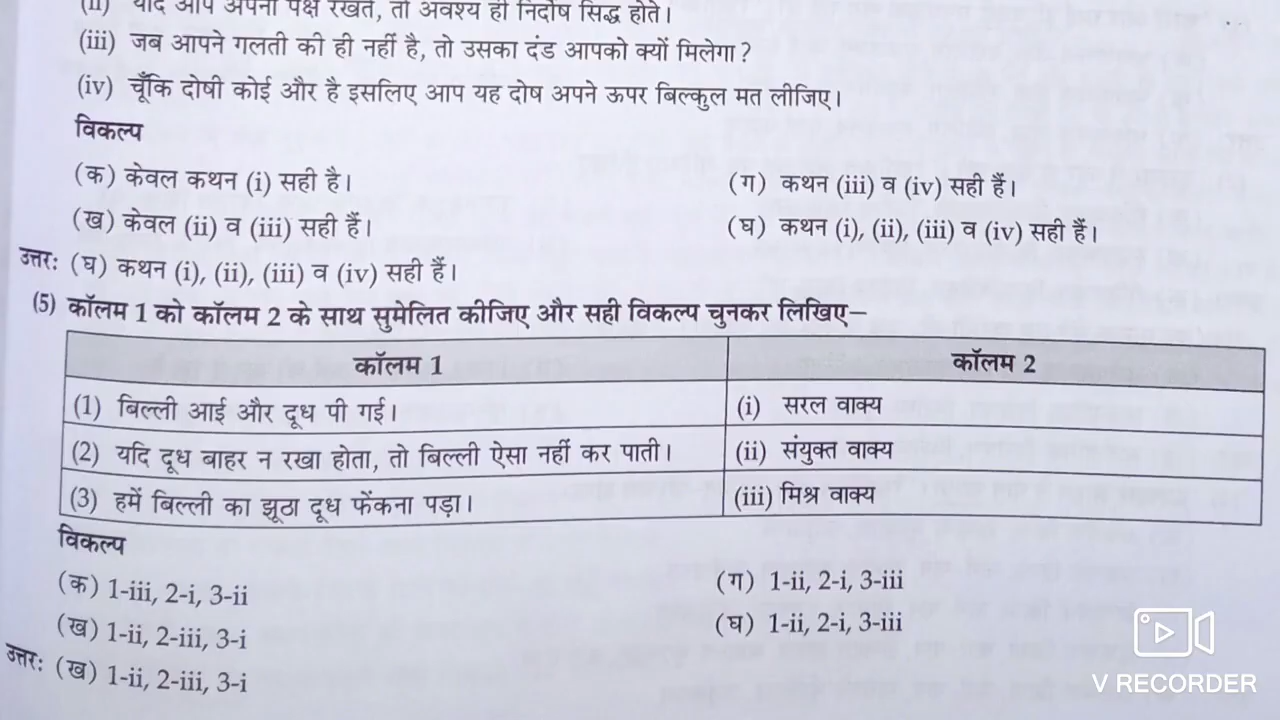 (ii) यदि आप अपना पक्ष रखते, तो अवश्य ही निर्दोष सिद्ध होते।
(iii) जब आपने गलती की ही नहीं है, तो उसका दंड आपको क्यों मिलेगा?
(iv) चूँकि दोषी कोई और है इसलिए आप यह दोष अपने ऊपर बिल्कुल मत लीजिए।
विकल्प
(क) केवल कथन (i) सही है।
(ग) कथन (iii) व (iv) सही हैं।
(ख) केवल (ii) व (iii) सही हैं।
(घ) कथन (i), (ii), (iii) व (iv) सही हैं।
उत्तर: (घ) कथन (i), (ii), (iii) व (iv) सही हैं।
(5) कॉलम 1 को कॉलम 2 के साथ सुमेलित कीजिए और सही विकल्प चुनकर लिखिए–
कॉलम 1 कॉलम 2
(1) बिल्ली आई और दूध पी गई। (i) सरल वाक्य
(2) यदि दूध बाहर न रखा होता, तो बिल्ली ऐसा नहीं कर पाती। (ii) संयुक्त वाक्य
(3) हमें बिल्ली का झूठा दूध फेंकना पड़ा। (iii) मिश्र वाक्य
विकल्प
(क) 1-iii, 2-i, 3-ii
(ग) 1-ii, 2-i, 3-iii
(ख) 1-ii, 2-iii, 3-i
(घ) 1-ii, 2-i, 3-iii
उत्तर: (ख) 1-ii, 2-iii, 3-i
V RECORDER